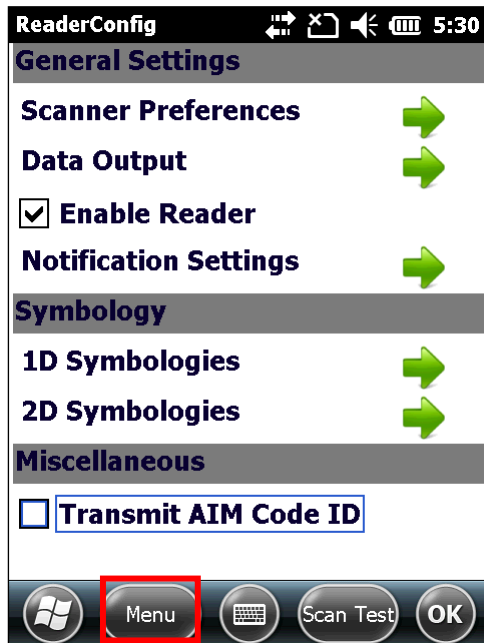 ReaderConfig 5:30
General Settings
Scanner Preferences
Data Output
Enable Reader
Notification Settings
Symbology
1D Symbologies
2D Symbologies
Miscellaneous
Transmit AIM Code ID
Menu Scan Test OK